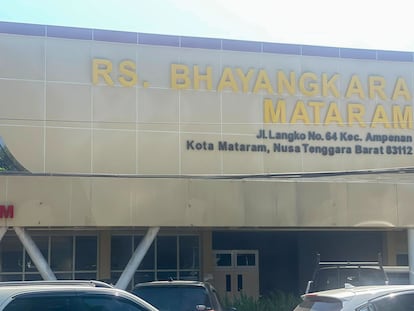 RS. BHAYANGKARA
MATARAM
Jl.Langko No.64 Kec. Ampenan
Kota Mataram, Nusa Tenggara Barat 83112
M